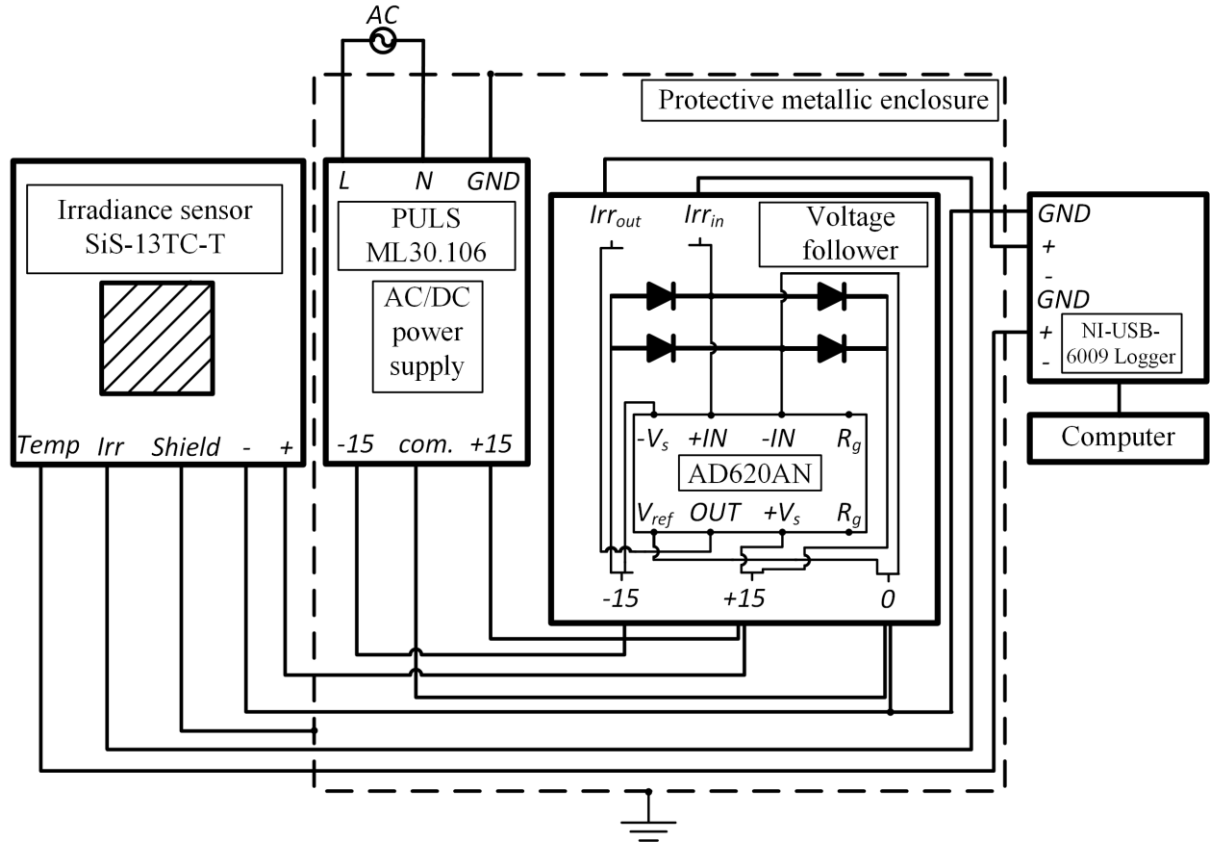 AC
Protective metallic enclosure
Irradiance sensor
SiS-13TC-T
Temp Irr Shield - +
L N GND
PULS
ML30.106
AC/DC
power
supply
-15 com. +15
Irrout Irrin
Voltage
follower
-Vs +IN -IN Rg
AD620AN
Vref OUT +Vs Rg
-15 +15 0
GND
+
-
GND
+
-
NI-USB-
6009 Logger
Computer